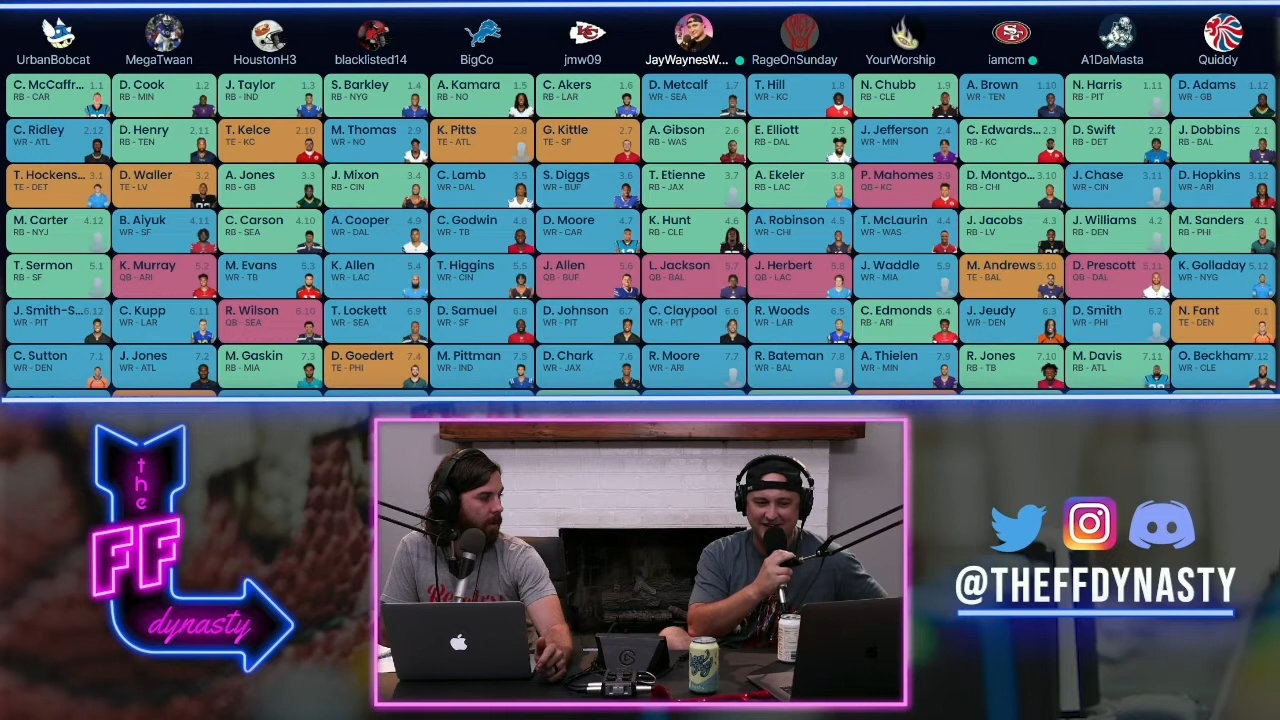 UrbanBobcat MegaTwaan HoustonH3 blacklisted14 BigCo jmw09 JayWaynesW... RageOnSunday YourWorship iamcm A1DaMasta Quiddy
C. McCaffr... 1.1 D. Cook 1.2 J. Taylor 1.3 S. Barkley 1.4 A. Kamara 1.5 C. Akers 1.6 D. Metcalf 1.7 T. Hill 1.8 N. Chubb 1.9 A. Brown 1.10 N. Harris 1.11 D. Adams 1.12
RB - CAR RB - MIN RB - IND RB - NYG RB - NO RB - LAR WR - SEA WR - KC RB - CLE WR - TEN RB - PIT WR - GB
C. Ridley 2.12 D. Henry 2.11 T. Kelce 2.10 M. Thomas 2.9 K. Pitts 2.8 G. Kittle 2.7 A. Gibson 2.6 E. Elliott 2.5 J. Jefferson 2.4 C. Edwards... 2.3 D. Swift 2.2 J. Dobbins 2.1
WR - ATL RB - TEN TE - KC WR - NO TE - ATL TE - SF RB - WAS RB - DAL WR - MIN RB - KC RB - DET RB - BAL
T. Hockens... 3.1 D. Waller 3.2 A. Jones 3.3 J. Mixon 3.4 C. Lamb 3.5 S. Diggs 3.6 T. Etienne 3.7 A. Ekeler 3.8 P. Mahomes 3.9 D. Montgo... 3.10 J. Chase 3.11 D. Hopkins 3.12
TE - DET TE - LV RB - GB RB - CIN WR - DAL WR - BUF RB - JAX RB - LAC QB - KC RB - CHI WR - CIN WR - ARI
M. Carter 4.12 B. Aiyuk 4.11 C. Carson 4.10 A. Cooper 4.9 C. Godwin 4.8 D. Moore 4.7 K. Hunt 4.6 A. Robinson 4.5 T. McLaurin 4.4 J. Jacobs 4.3 J. Williams 4.2 M. Sanders 4.1
RB - NYJ WR - SF RB - SEA WR - DAL WR - TB WR - CAR RB - CLE WR - CHI WR - WAS RB - LV RB - DEN RB - PHI
T. Sermon 5.1 K. Murray 5.2 M. Evans 5.3 K. Allen 5.4 T. Higgins 5.5 J. Allen 5.6 L. Jackson 5.7 J. Herbert 5.8 J. Waddle 5.9 M. Andrews 5.10 D. Prescott 5.11 K. Golladay 5.12
RB - SF QB - ARI WR - TB WR - LAC WR - CIN QB - BUF QB - BAL QB - LAC WR - MIA TE - BAL QB - DAL WR - NYG
J. Smith-S... 6.12 C. Kupp 6.11 R. Wilson 6.10 T. Lockett 6.9 D. Samuel 6.8 D. Johnson 6.7 C. Claypool 6.6 R. Woods 6.5 C. Edmonds 6.4 J. Jeudy 6.3 D. Smith 6.2 N. Fant 6.1
WR - PIT WR - LAR QB - SEA WR - SEA WR - SF WR - PIT WR - PIT WR - LAR RB - ARI WR - DEN WR - PHI TE - DEN
C. Sutton 7.1 J. Jones 7.2 M. Gaskin 7.3 D. Goedert 7.4 M. Pittman 7.5 D. Chark 7.6 R. Moore 7.7 R. Bateman 7.8 A. Thielen 7.9 R. Jones 7.10 M. Davis 7.11 O. Beckham 7.12
WR - DEN WR - ATL RB - MIA TE - PHI WR - IND WR - JAX WR - ARI WR - BAL WR - MIN RB - TB RB - ATL WR - CLE
the
FF
dynasty
@THEFFDYNASTY